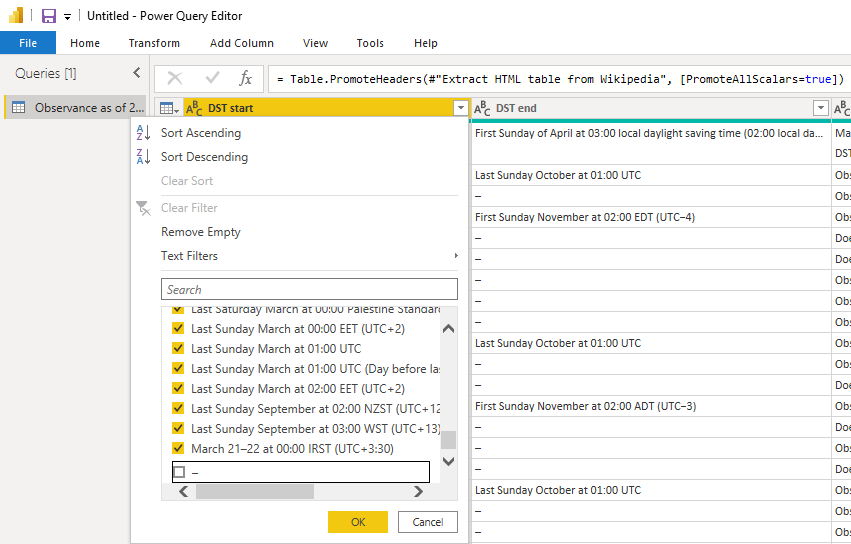 Untitled - Power Query Editor
File Home Transform Add Column View Tools Help
Queries [1]
fx = Table.PromoteHeaders(#"Extract HTML table from Wikipedia", [PromoteAllScalars=true])
Observance as of 2...
ABC DST start
ABC DST end
ABC
Sort Ascending
Sort Descending
Clear Sort
Clear Filter
Remove Empty
Text Filters
Search
Last Saturday March at 00:00 Palestine Standard
Last Sunday March at 00:00 EET (UTC+2)
Last Sunday March at 01:00 UTC
Last Sunday March at 01:00 UTC (Day before la
Last Sunday March at 02:00 EET (UTC+2)
Last Sunday September at 02:00 NZST (UTC+12
Last Sunday September at 03:00 WST (UTC+13)
March 21–22 at 00:00 IRST (UTC+3:30)
–
OK
Cancel
First Sunday of April at 03:00 local daylight saving time (02:00 local da... Ma
DST
Last Sunday October at 01:00 UTC Obs
– Obs
First Sunday November at 02:00 EDT (UTC−4) Obs
– Doe
– Doe
– Obs
– Obs
– Obs
Last Sunday October at 01:00 UTC Obs
– Obs
– Doe
First Sunday November at 02:00 ADT (UTC−3) Obs
– Doe
– Obs
– Doe
Last Sunday October at 01:00 UTC Obs
– Obs
– Obs